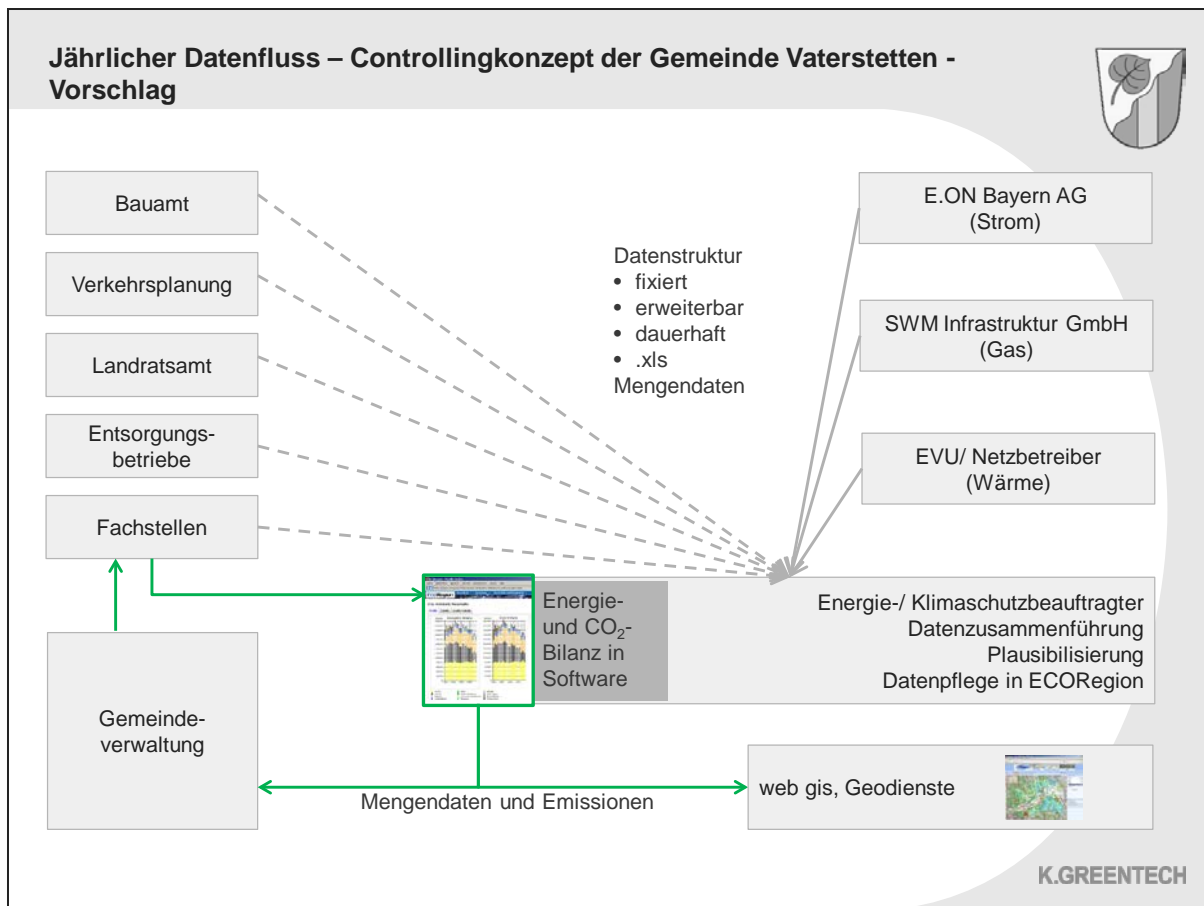 Jährlicher Datenfluss – Controllingkonzept der Gemeinde Vaterstetten -
Vorschlag
Bauamt
Verkehrsplanung
Landratsamt
Entsorgungs-
betriebe
Fachstellen
Gemeinde-
verwaltung
Datenstruktur
• fixiert
• erweiterbar
• dauerhaft
• .xls
Mengendaten
E.ON Bayern AG
(Strom)
SWM Infrastruktur GmbH
(Gas)
EVU/ Netzbetreiber
(Wärme)
Energie-
und CO₂-
Bilanz in
Software
Energie-/ Klimaschutzbeauftragter
Datenzusammenführung
Plausibilisierung
Datenpflege in ECORegion
Mengendaten und Emissionen
web gis, Geodienste
K.GREENTECH